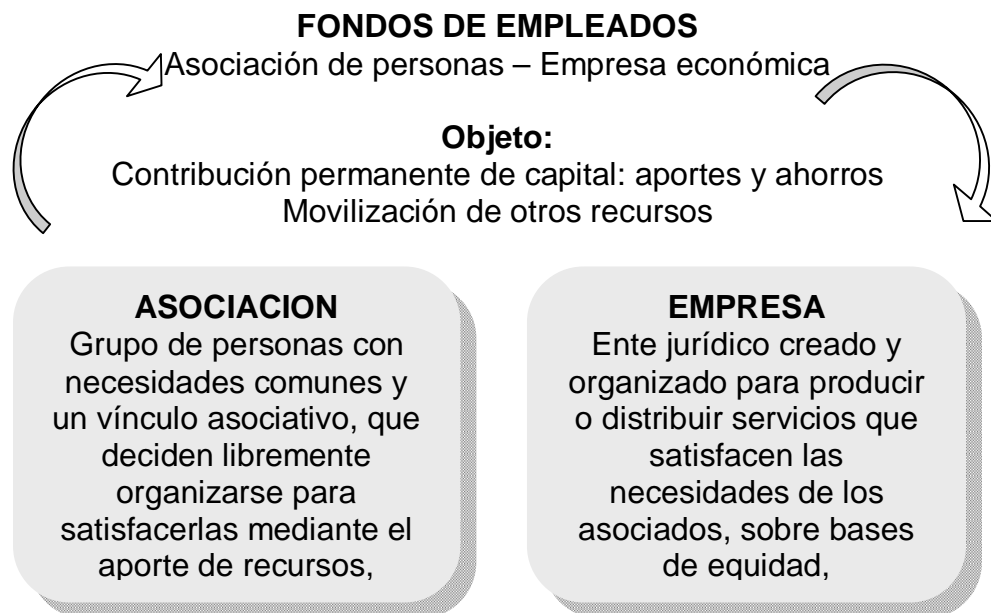 FONDOS DE EMPLEADOS
Asociación de personas – Empresa económica
Objeto:
Contribución permanente de capital: aportes y ahorros
Movilización de otros recursos
ASOCIACION
Grupo de personas con
necesidades comunes y
un vínculo asociativo, que
deciden libremente
organizarse para
satisfacerlas mediante el
aporte de recursos,
EMPRESA
Ente jurídico creado y
organizado para producir
o distribuir servicios que
satisfacen las
necesidades de los
asociados, sobre bases
de equidad,